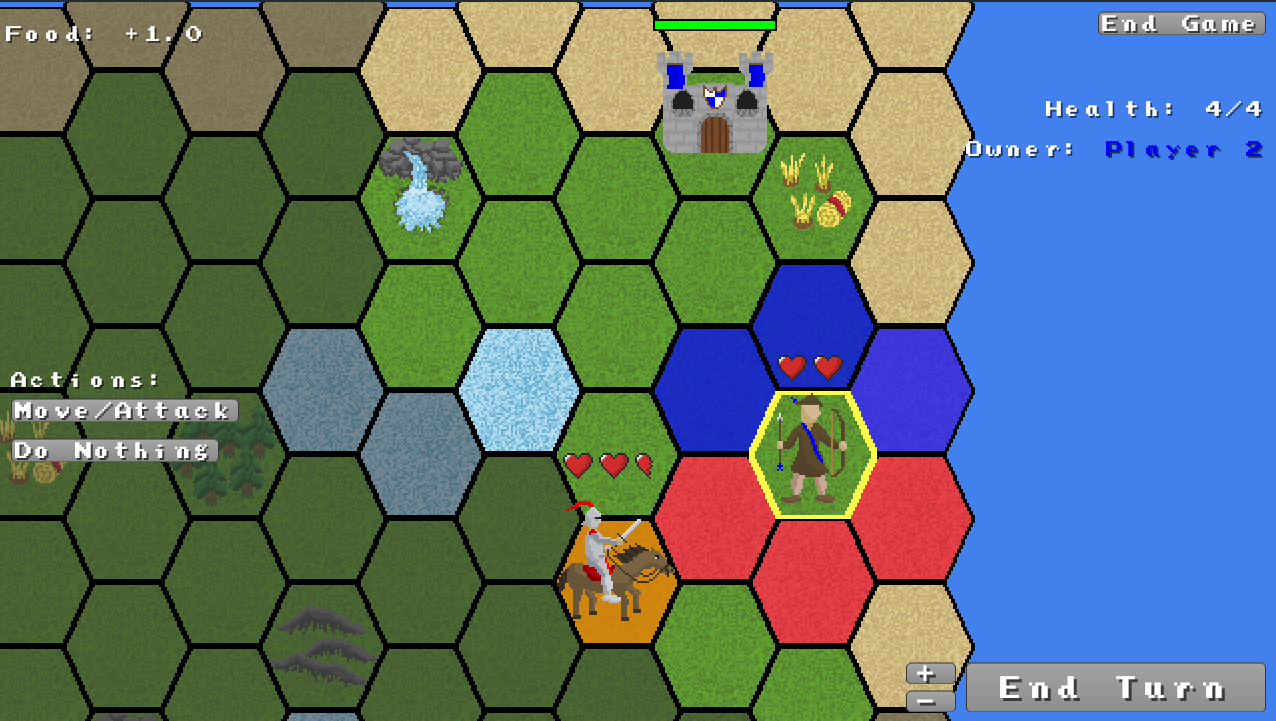 Food: +1.0
End Game
Health: 4/4
Owner: Player 2
Actions:
Move/Attack
Do Nothing
+
-
End Turn